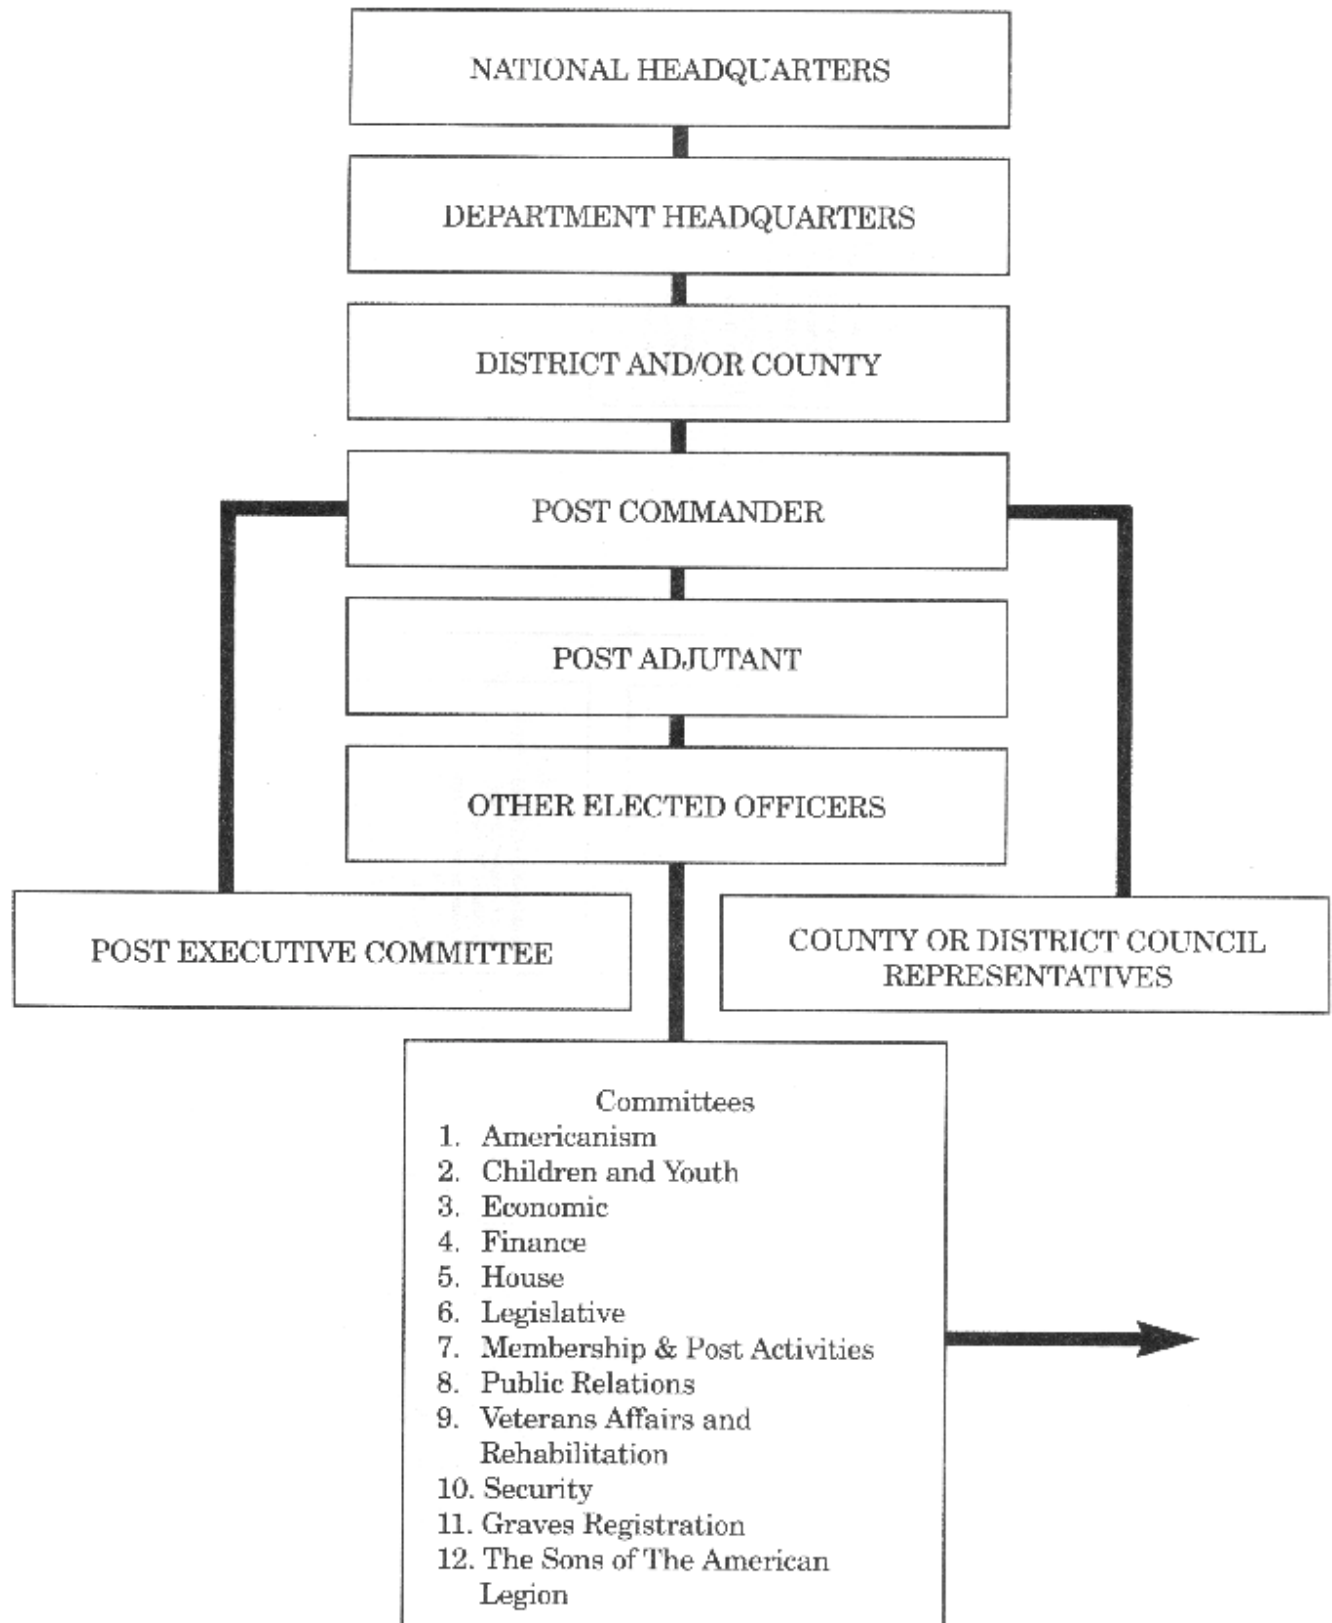 NATIONAL HEADQUARTERS
DEPARTMENT HEADQUARTERS
DISTRICT AND/OR COUNTY
POST COMMANDER
POST ADJUTANT
OTHER ELECTED OFFICERS
POST EXECUTIVE COMMITTEE
COUNTY OR DISTRICT COUNCIL
REPRESENTATIVES
Committees
1. Americanism
2. Children and Youth
3. Economic
4. Finance
5. House
6. Legislative
7. Membership & Post Activities
8. Public Relations
9. Veterans Affairs and
Rehabilitation
10. Security
11. Graves Registration
12. The Sons of The American
Legion